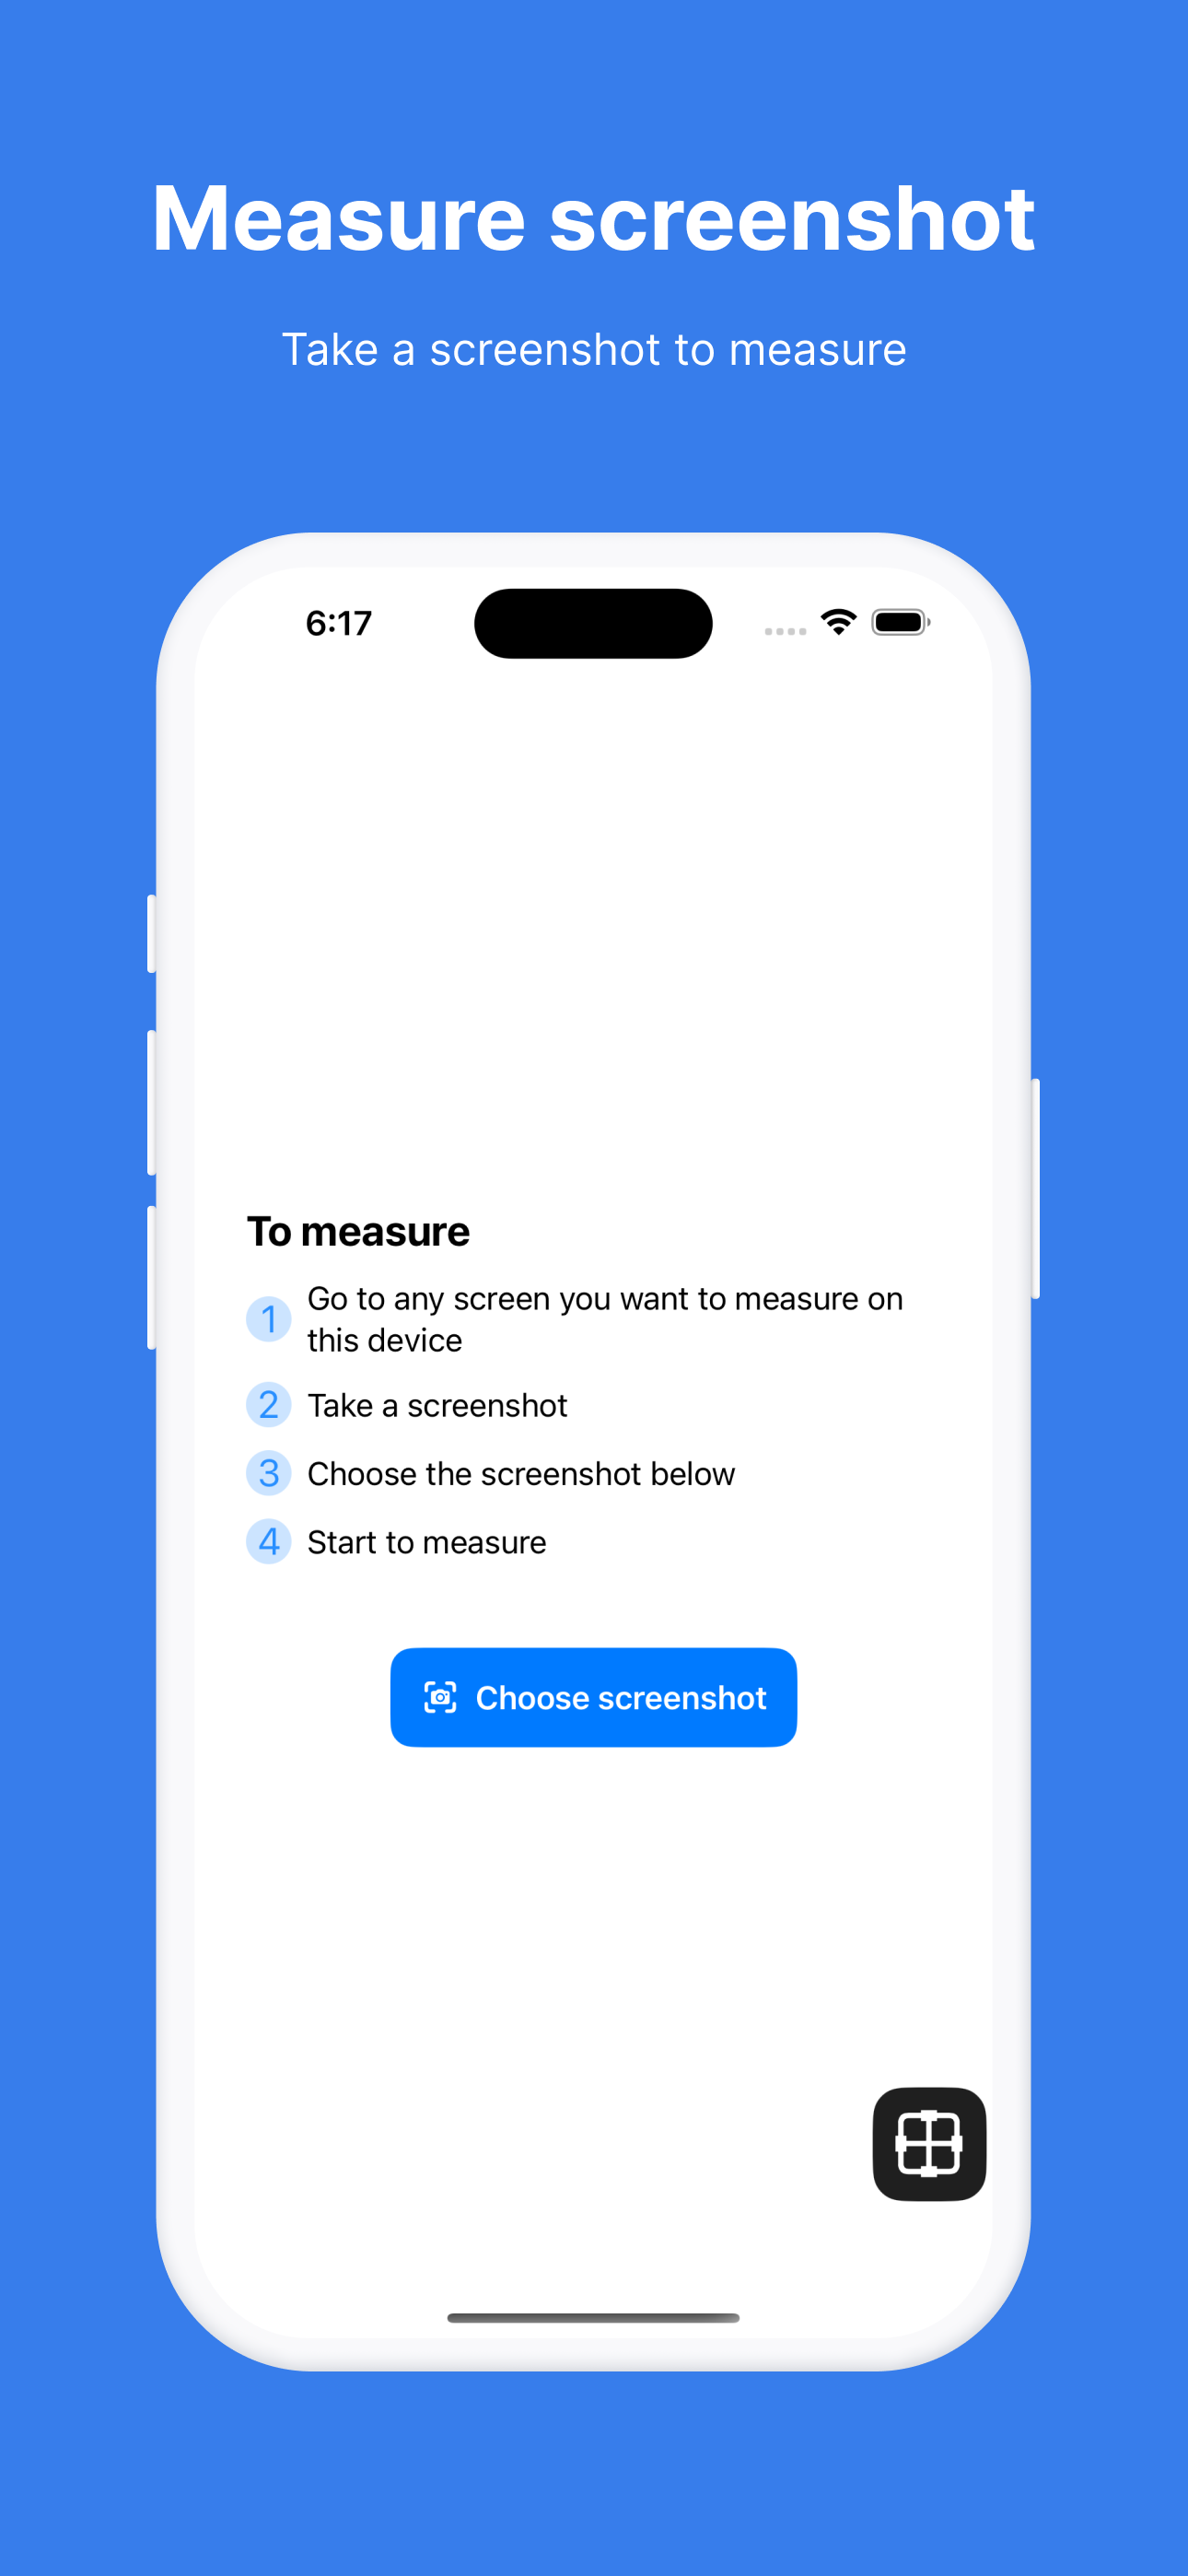 Measure screenshot
Take a screenshot to measure
6:17
To measure
1 Go to any screen you want to measure on
this device
2 Take a screenshot
3 Choose the screenshot below
4 Start to measure
Choose screenshot